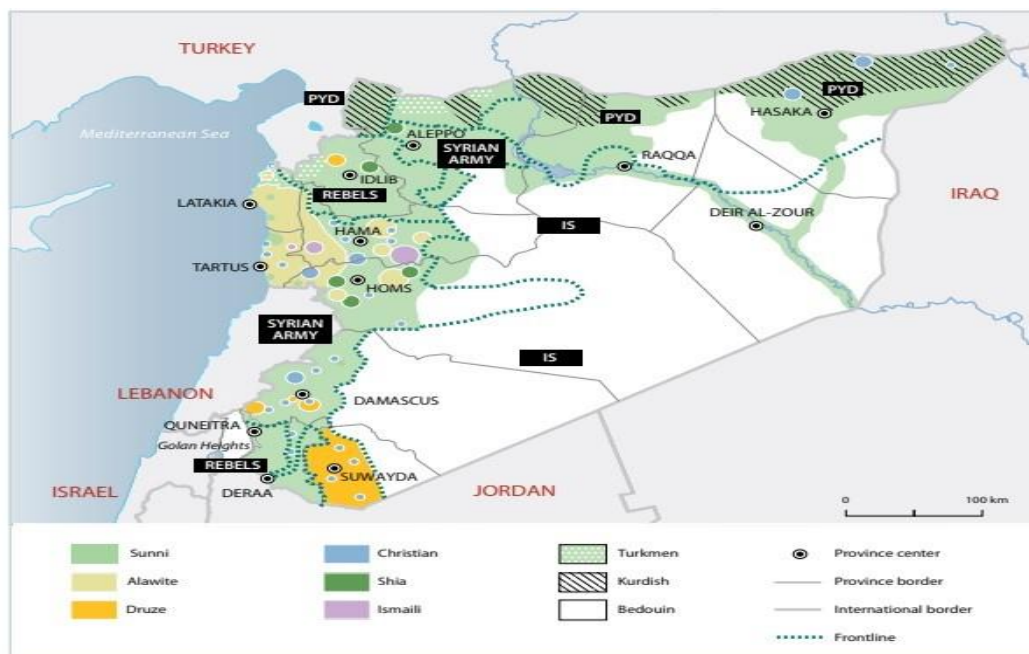 TURKEY
PYD
PYD
Mediterranean Sea
HASAKA
ALEPPO
PYD
SYRIAN
ARMY
RAQQA
IDLIB
REBELS
IRAQ
LATAKIA
DEIR AL-ZOUR
HAMA
IS
TARTUS
HOMS
SYRIAN
ARMY
IS
LEBANON
DAMASCUS
QUNEITRA
Golan Heights
REBELS
SUWAYDA
ISRAEL
DERAA
JORDAN
0 100 km
Sunni Christian Turkmen Province center
Alawite Shia Kurdish Province border
Druze Ismaili Bedouin International border
Frontline